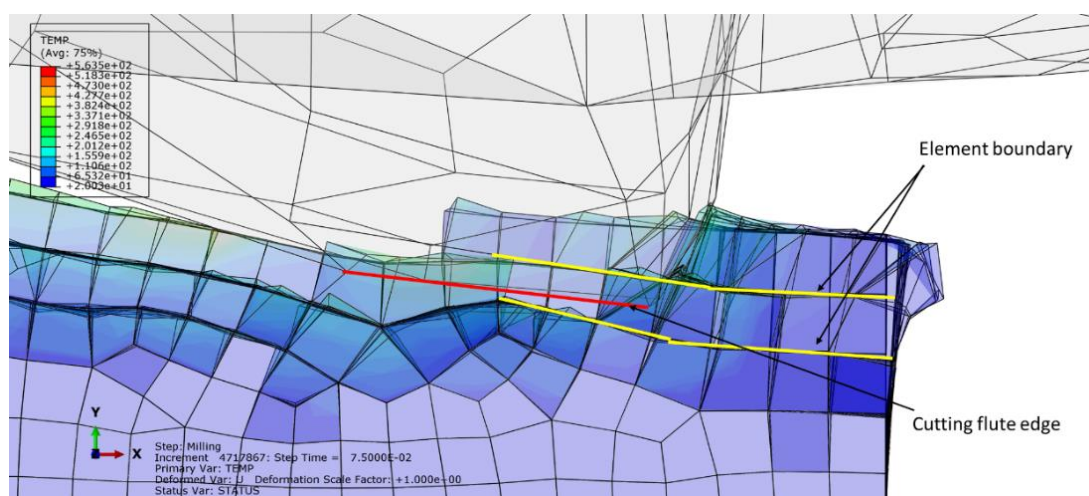 TEMP
(Avg: 75%)
+5.635e+02
+5.183e+02
+4.730e+02
+4.277e+02
+3.824e+02
+3.371e+02
+2.918e+02
+2.465e+02
+2.012e+02
+1.559e+02
+1.106e+02
+6.532e+01
+2.003e+01
Element boundary
Cutting flute edge
Y
X
Step: Milling
Increment 4717867: Step Time = 7.5000E-02
Primary Var: TEMP
Deformed Var: U Deformation Scale Factor: +1.000e+00
Status Var: STATUS